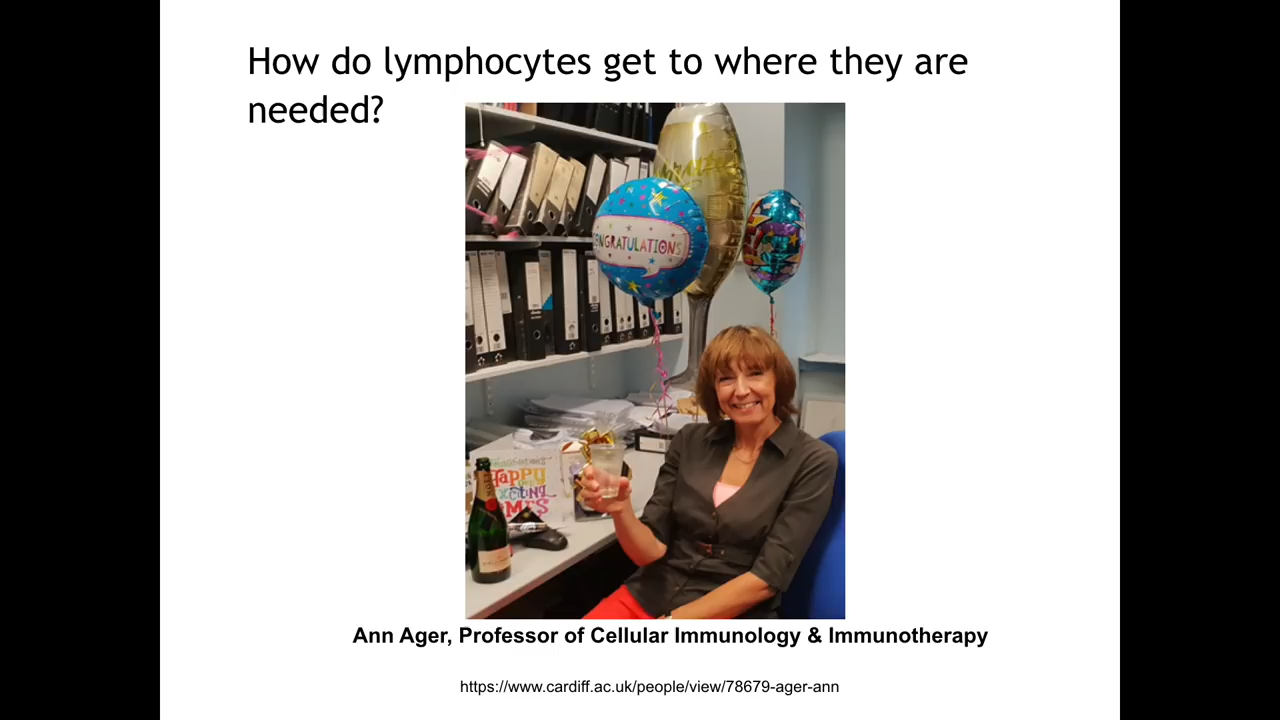 How do lymphocytes get to where they are
needed?
CONGRATULATIONS
HAPPY
Ann Ager, Professor of Cellular Immunology & Immunotherapy
https://www.cardiff.ac.uk/people/view/78679-ager-ann